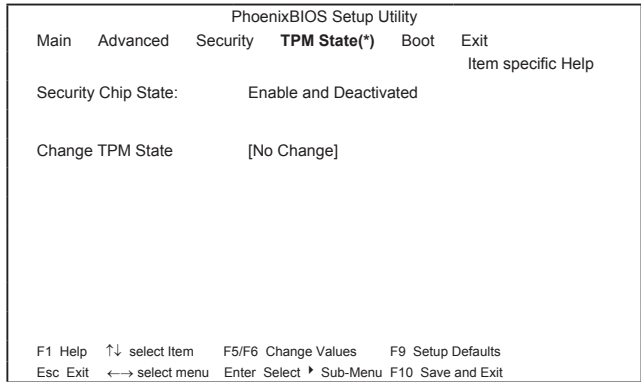 PhoenixBIOS Setup Utility
Main Advanced Security TPM State(*) Boot Exit
Item specific Help
Security Chip State: Enable and Deactivated
Change TPM State [No Change]
F1 Help ↑↓ select Item F5/F6 Change Values F9 Setup Defaults
Esc Exit ←→ select menu Enter Select ▸ Sub-Menu F10 Save and Exit